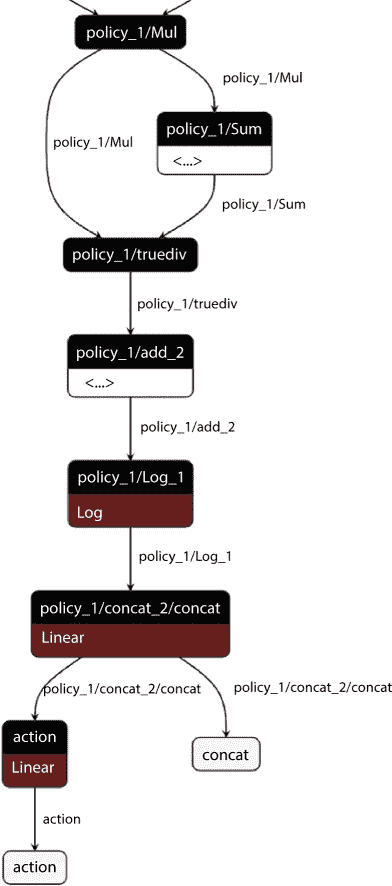 policy_1/Mul
policy_1/Mul
policy_1/Sum
policy_1/Mul
<...>
policy_1/Sum
policy_1/truediv
policy_1/truediv
policy_1/add_2
<...>
policy_1/add_2
policy_1/Log_1
Log
policy_1/Log_1
policy_1/concat_2/concat
Linear
policy_1/concat_2/concat
policy_1/concat_2/concat
action
Linear
concat
action
action